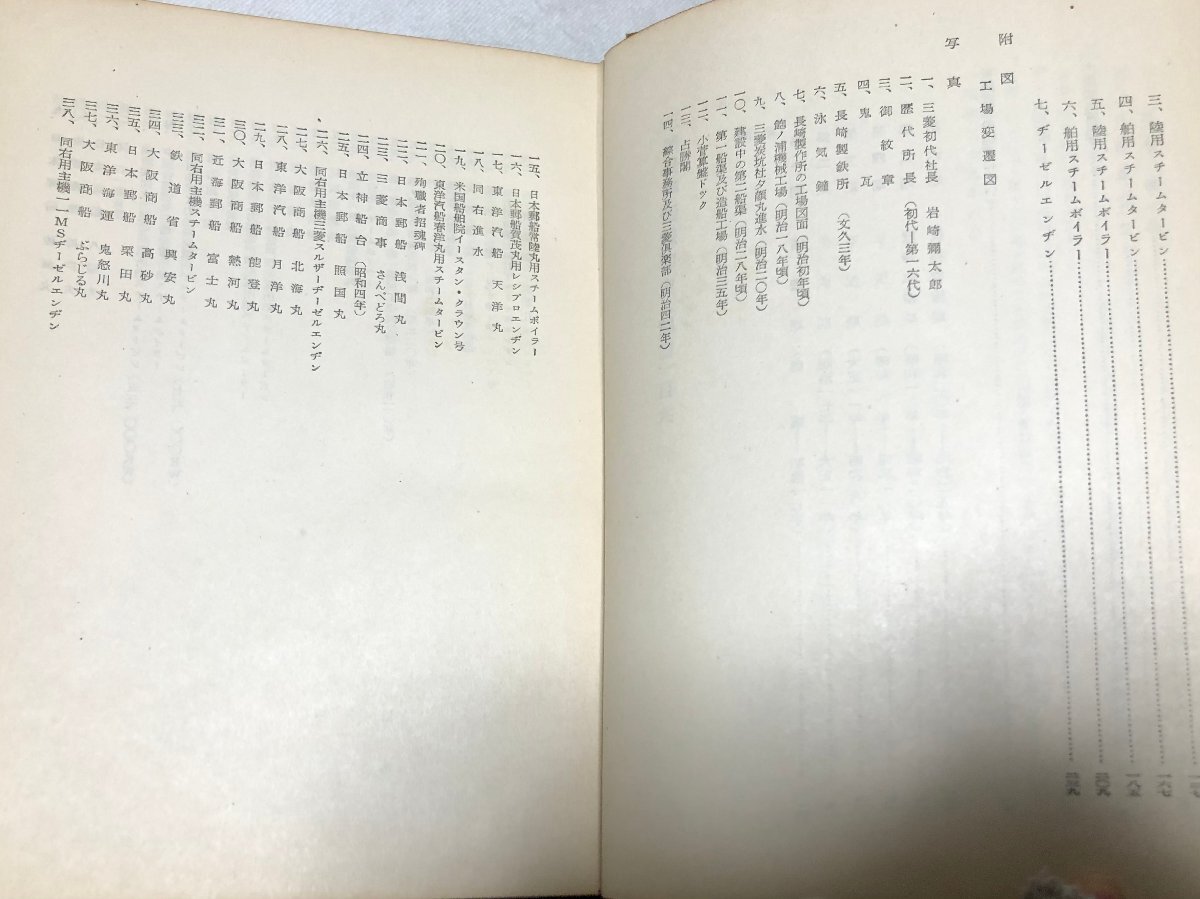 三、陸用スチームタービン
四、舶用スチームタービン
五、陸用スチームボイラー
六、舶用スチームボイラー
七、ヂーゼルエンヂン
附図
工場変遷図
写真
一、三菱初代社長 岩崎彌太郎
二、歴代所長（初代—第一六代）
三、御紋章
四、鬼瓦
五、長崎製鉄所（文久三年）
六、泳気鐘
七、長崎製作所の工場図面（明治初年頃）
八、飽ノ浦機械工場（明治一八年頃）
九、三菱炭坑社夕顔丸進水（明治二〇年）
一〇、建設中の第二船渠（明治二八年頃）
一一、第一船渠及び造船工場（明治三五年）
一二、小菅算盤ドック
一三、占勝閣
一四、綜合事務所及び三菱倶楽部（明治四二年）
一五、日本郵船常陸丸用スチームボイラー
一六、日本郵船賀茂丸用レシプロエンヂン
一七、東洋汽船 天洋丸
一八、同右進水
一九、米国船舶院イースタン・クラウン号
二〇、東洋汽船春洋丸用スチームタービン
二一、殉職者招魂碑
二二、日本郵船 浅間丸
二三、三菱商事 さんぺどろ丸
二四、立神船台（昭和四年）
二五、日本郵船 照国丸
二六、同右用主機三菱スルザーヂーゼルエンヂン
二七、大阪商船 北海丸
二八、東洋汽船 月洋丸
二九、日本郵船 能登丸
三〇、大阪商船 熱河丸
三一、近海郵船 富士丸
三二、同右用主機スチームタービン
三三、鉄道省 興安丸
三四、大阪商船 高砂丸
三五、日本郵船 栗田丸
三六、東洋海運 鬼怒川丸
三七、大阪商船 ぶらじる丸
三八、同右用主機一一MSヂーゼルエンヂン